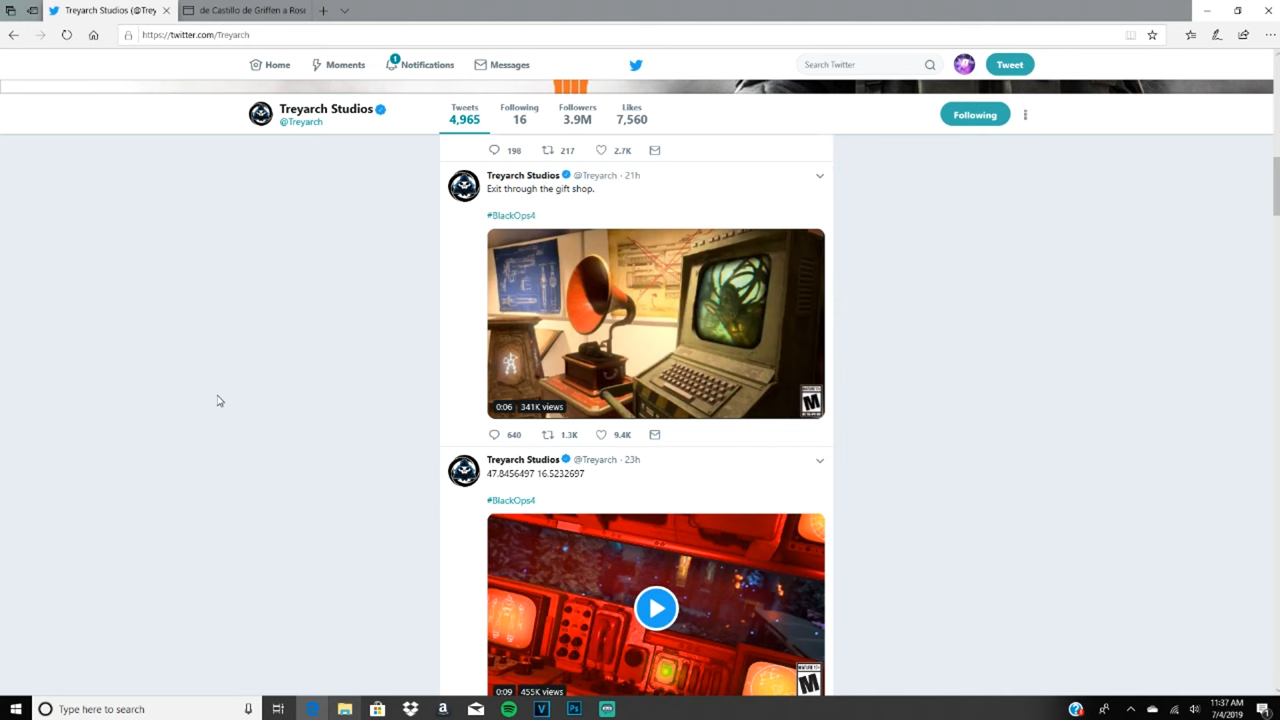 Treyarch Studios (@Trey
de Castillo de Griffen a Ros
https://twitter.com/Treyarch
Home
Moments
1
Notifications
Messages
Search Twitter
Tweet
Treyarch Studios
@Treyarch
Tweets
4,965
Following
16
Followers
3.9M
Likes
7,560
Following
198
217
2.7K
Treyarch Studios @Treyarch · 21h
Exit through the gift shop.
#BlackOps4
0:06 341K views
M
640
1.3K
9.4K
Treyarch Studios @Treyarch · 23h
47.8456497 16.5232697
#BlackOps4
MATURE 17+
M
0:09 455K views
Type here to search
11:37 AM
7/4/2019